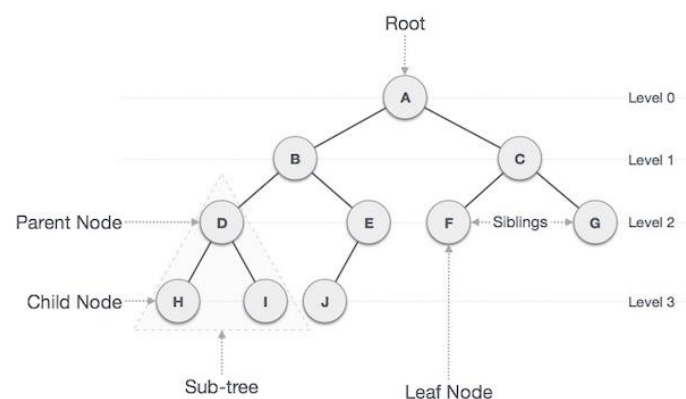 Root
A
Level 0
B
C
Level 1
Parent Node
D
E
F
Siblings
G
Level 2
Child Node
H
I
J
Level 3
Sub-tree
Leaf Node